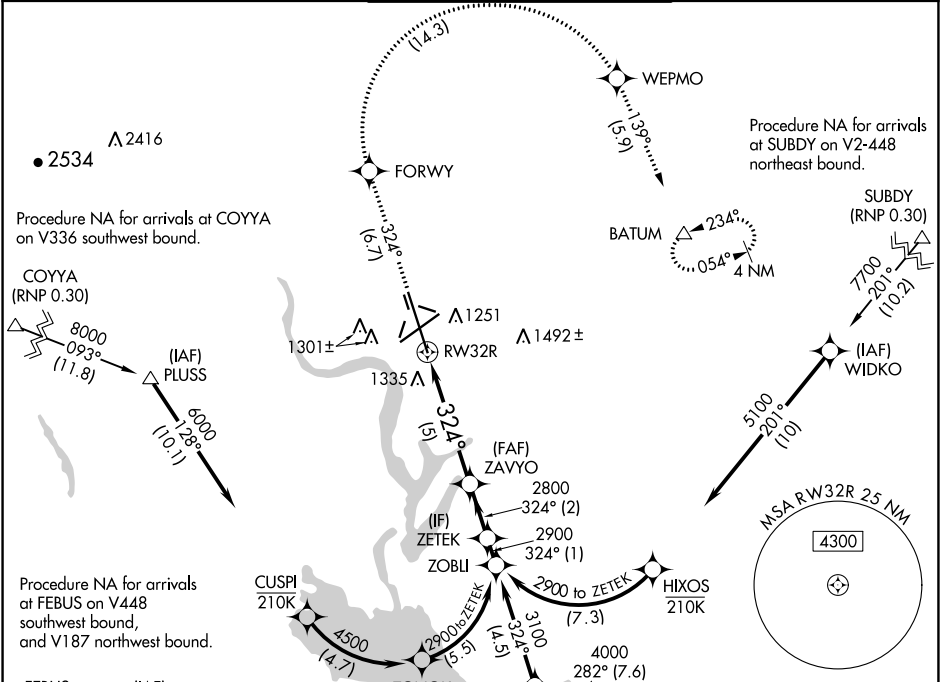 (14.3)
WEPMO
139°
(5.9)
2416
2534
Procedure NA for arrivals
at SUBDY on V2-448
northeast bound.
FORWY
SUBDY
(RNP 0.30)
Procedure NA for arrivals at COYYA
on V336 southwest bound.
324°
(6.7)
BATUM
234°
054°
4 NM
7700
201°
(10.2)
COYYA
(RNP 0.30)
8000
093°
(11.8)
(IAF)
PLUSS
1251
1301±
1492±
RW32R
1335
(IAF)
WIDKO
6000
128°
(10.1)
324°
(5)
5100
201°
(10)
(FAF)
ZAVYO
2800
324° (2)
(IF)
ZETEK
2900
324° (1)
MSA RW32R 25 NM
4300
ZOBLI
Procedure NA for arrivals
at FEBUS on V448
southwest bound,
and V187 northwest bound.
CUSPI
210K
2900 to ZETEK
(7.3)
HIXOS
210K
4500
(4.7)
2900 to ZETEK
(5.5)
3100
324°
(4.5)
4000
282° (7.6)